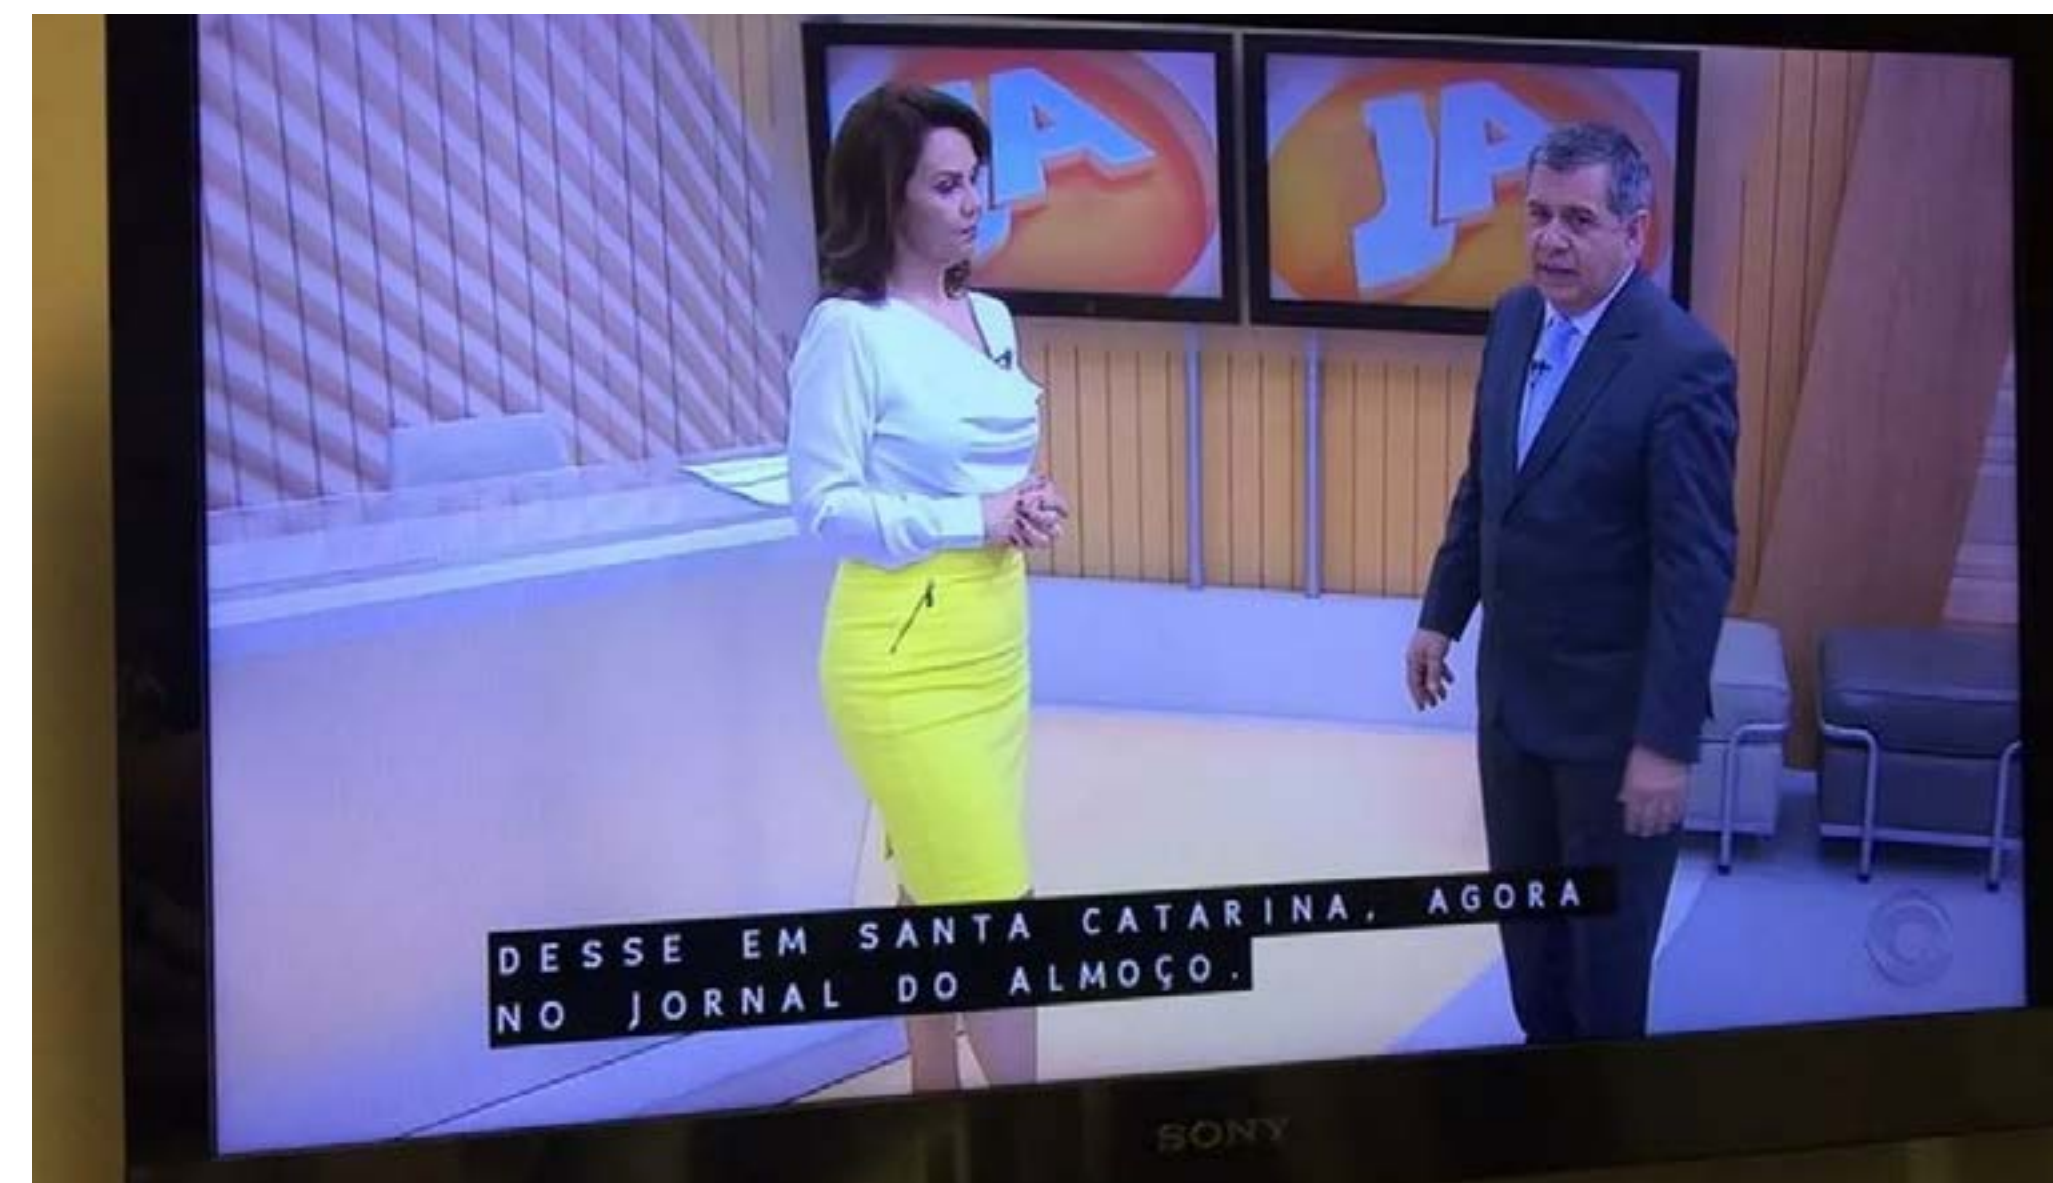 JA
JA
DESSE EM SANTA CATARINA, AGORA
NO JORNAL DO ALMOÇO.
SONY